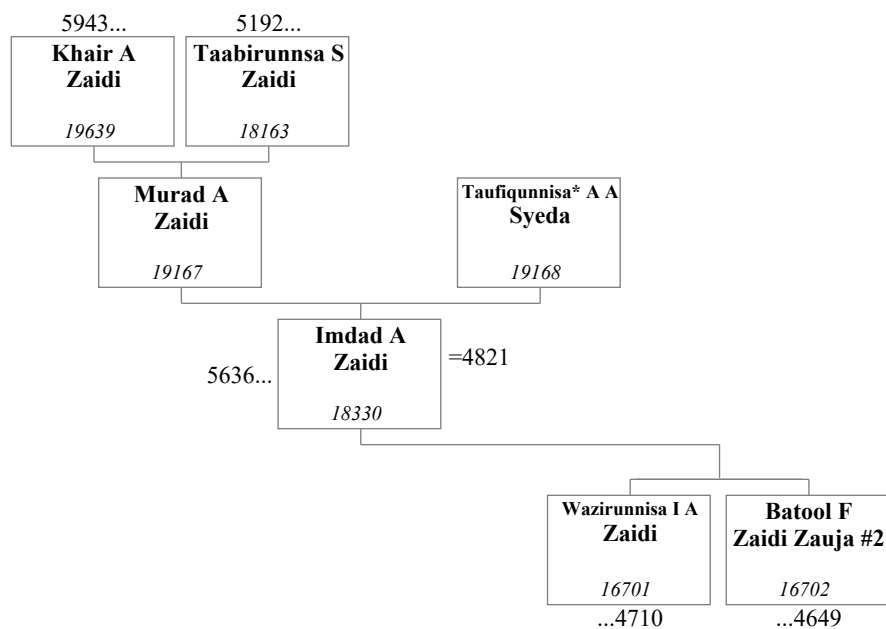 5943...
5192...
Khair A
Zaidi
19639
Taabirunnsa S
Zaidi
18163
Murad A
Zaidi
19167
Taufiqunnisa* A A
Syeda
19168
5636...
Imdad A
Zaidi
18330
=4821
Wazirunnisa I A
Zaidi
16701
Batool F
Zaidi Zauja #2
16702
...4710
...4649